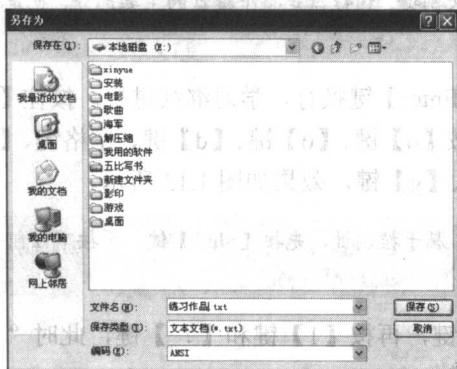 另存为
保存在(I): 本地磁盘 (E:)
xinyue
安装
电影
歌曲
海军
解压缩
我用的软件
五比写书
新建文件夹
影印
游戏
桌面
我最近的文档
桌面
我的文档
我的电脑
网上邻居
文件名(N): 练习作品.txt 保存(S)
保存类型(T): 文本文档(*.txt) 取消
编码(E): ANSI